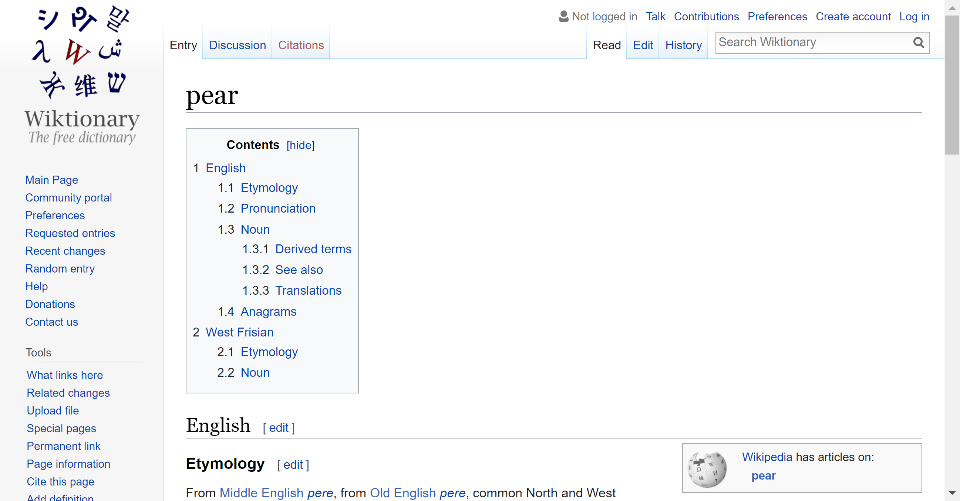 Not logged in Talk Contributions Preferences Create account Log in
Entry Discussion Citations Read Edit History Search Wiktionary
Wiktionary
The free dictionary
Main Page
Community portal
Preferences
Requested entries
Recent changes
Random entry
Help
Donations
Contact us
Tools
What links here
Related changes
Upload file
Special pages
Permanent link
Page information
Cite this page
Add definition
pear
Contents [hide]
1 English
1.1 Etymology
1.2 Pronunciation
1.3 Noun
1.3.1 Derived terms
1.3.2 See also
1.3.3 Translations
1.4 Anagrams
2 West Frisian
2.1 Etymology
2.2 Noun
English [ edit ]
Etymology [ edit ]
Wikipedia has articles on:
pear
From Middle English pere, from Old English pere, common North and West